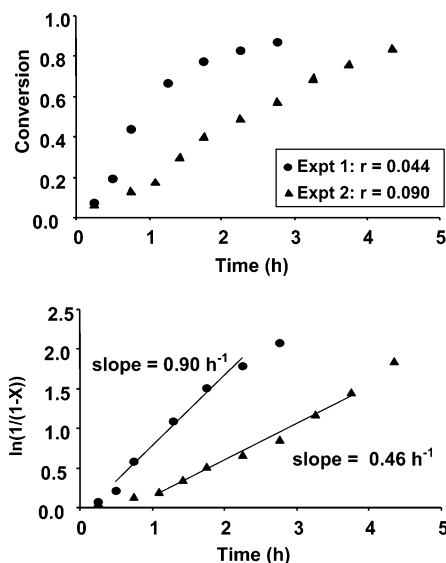 Conversion
0.8
0.6
0.4
0.2
0.0
Expt 1: r = 0.044
Expt 2: r = 0.090
0 1 2 3 4 5
Time (h)
ln(1/(1-X))
2.5
2.0
1.5
1.0
0.5
0.0
slope = 0.90 h⁻¹
slope = 0.46 h⁻¹
0 1 2 3 4 5
Time (h)